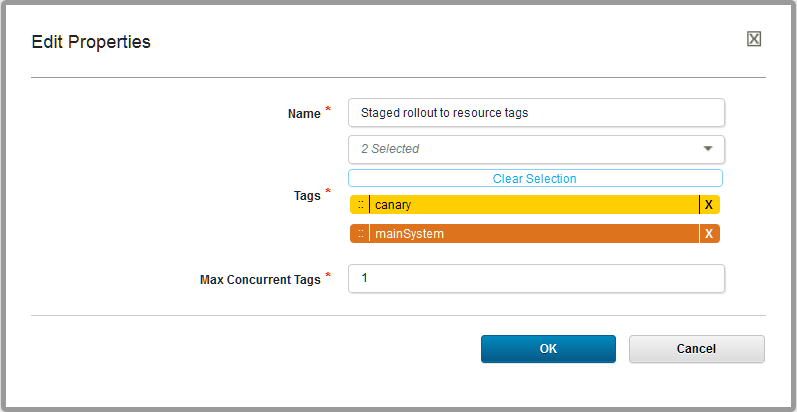 Edit Properties
X
Name *
Staged rollout to resource tags
2 Selected
Clear Selection
Tags *
:: canary X
:: mainSystem X
Max Concurrent Tags *
1
OK
Cancel